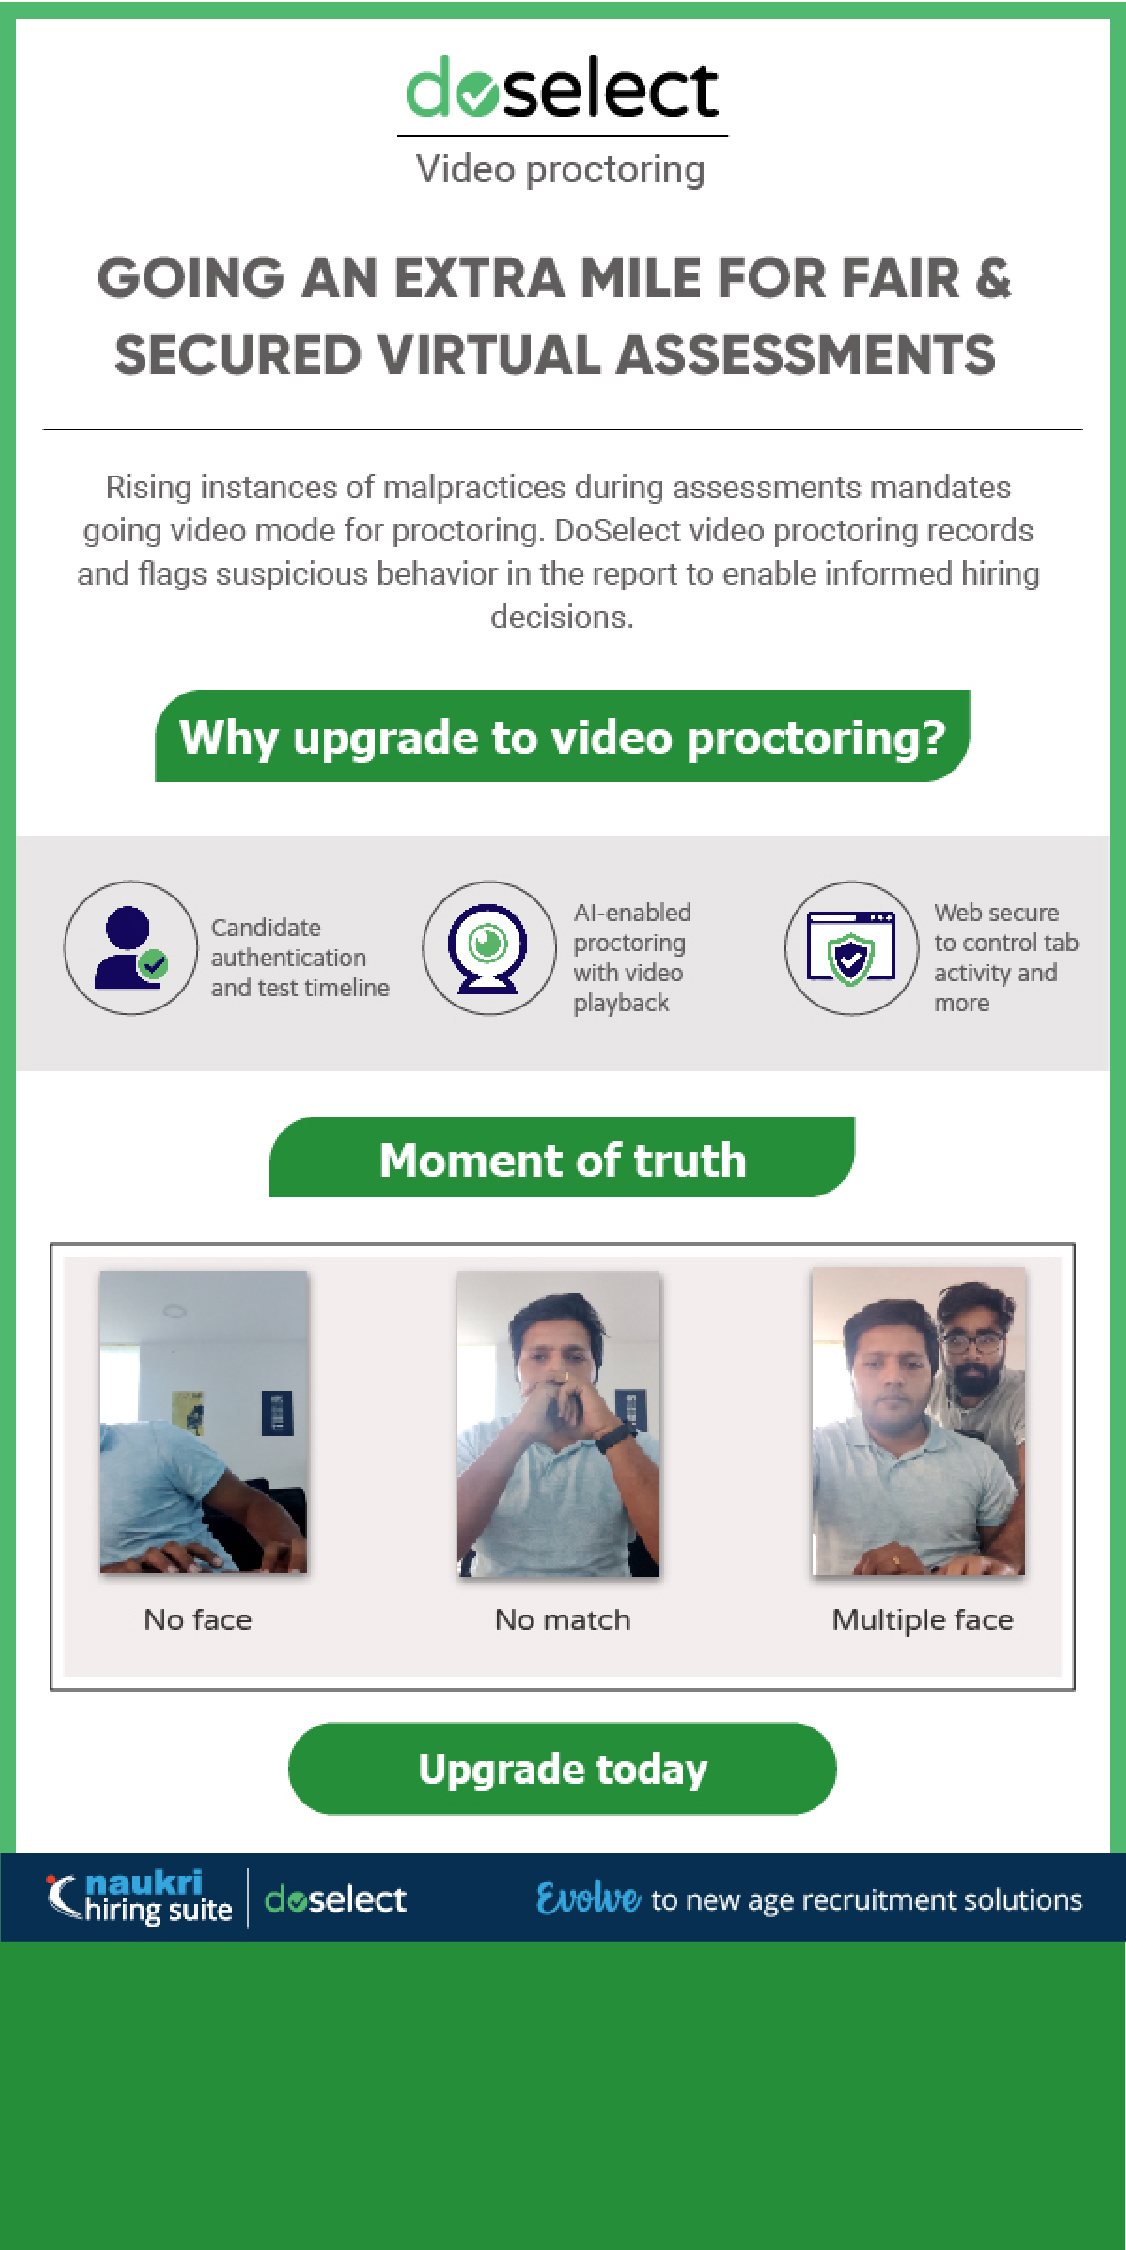 doselect
Video proctoring
GOING AN EXTRA MILE FOR FAIR &
SECURED VIRTUAL ASSESSMENTS
Rising instances of malpractices during assessments mandates
going video mode for proctoring. DoSelect video proctoring records
and flags suspicious behavior in the report to enable informed hiring
decisions.
Why upgrade to video proctoring?
Candidate
authentication
and test timeline
AI-enabled
proctoring
with video
playback
Web secure
to control tab
activity and
more
Moment of truth
No face
No match
Multiple face
Upgrade today
naukri
hiring suite
doselect
Evolve to new age recruitment solutions